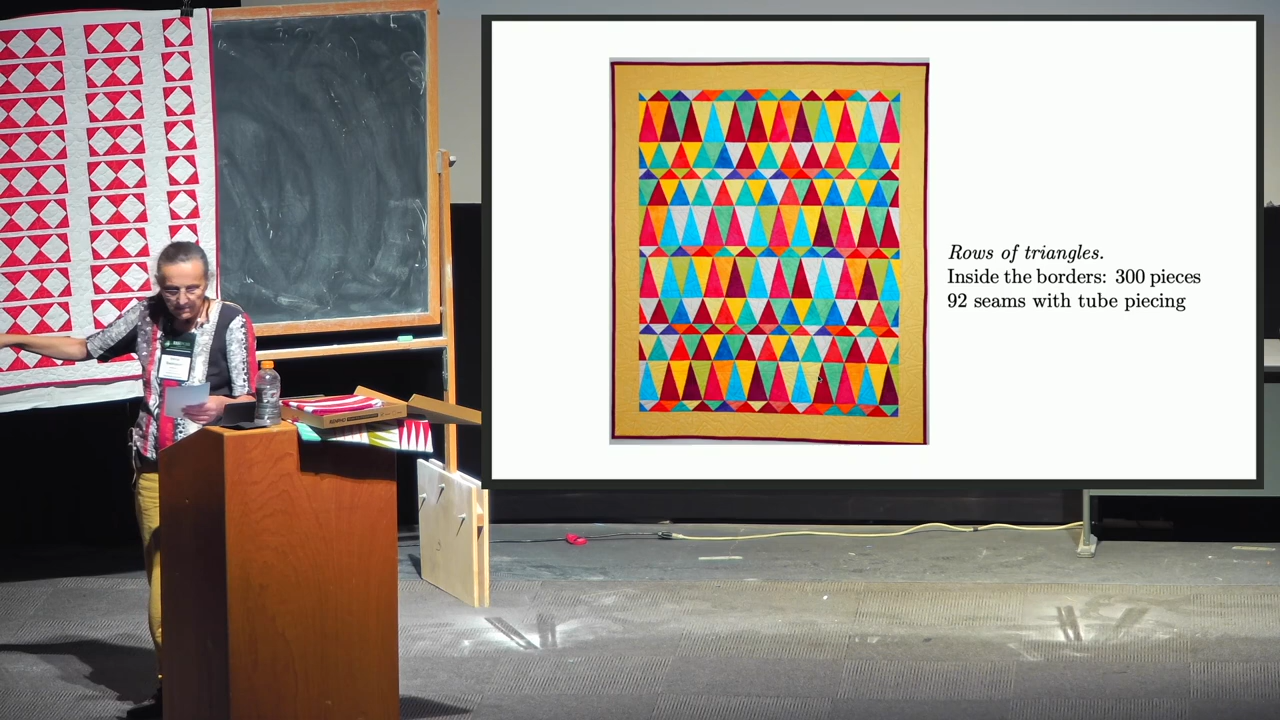 Rows of triangles.
Inside the borders: 300 pieces
92 seams with tube piecing